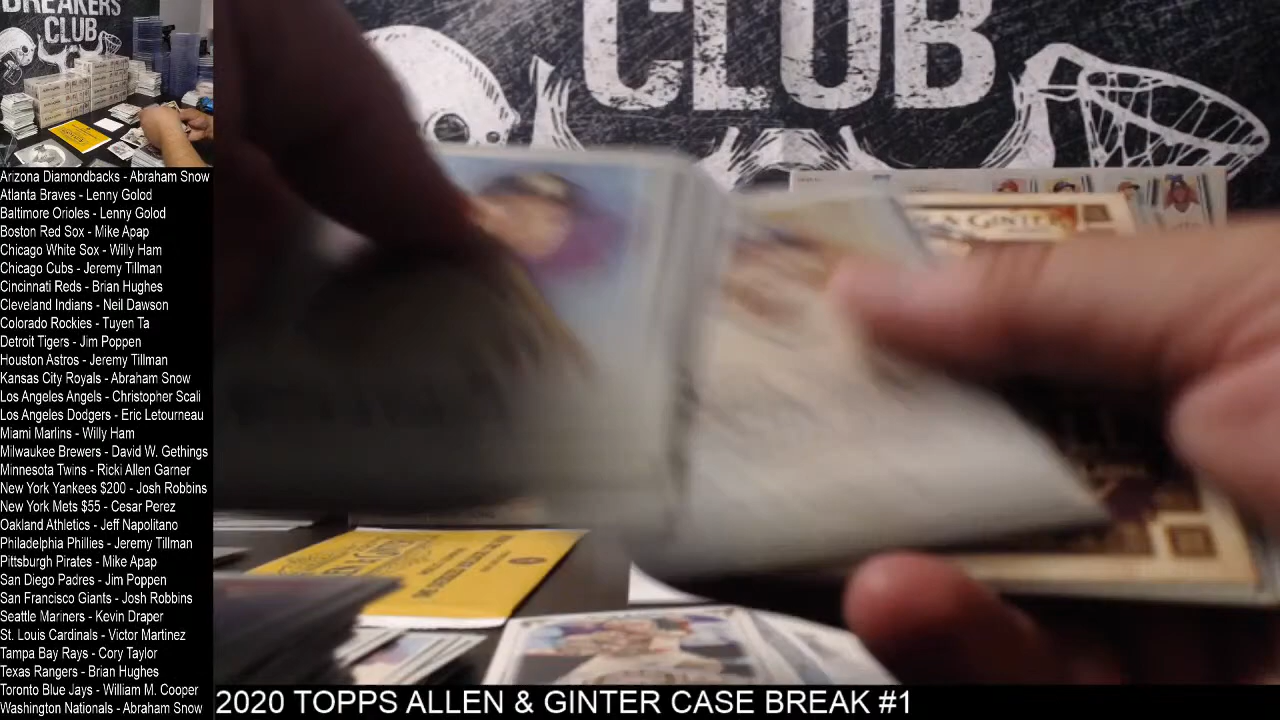 BREAKERS
CLUB
CLUB
Arizona Diamondbacks - Abraham Snow
Atlanta Braves - Lenny Golod
Baltimore Orioles - Lenny Golod
Boston Red Sox - Mike Apap
Chicago White Sox - Willy Ham
Chicago Cubs - Jeremy Tillman
Cincinnati Reds - Brian Hughes
Cleveland Indians - Neil Dawson
Colorado Rockies - Tuyen Ta
Detroit Tigers - Jim Poppen
Houston Astros - Jeremy Tillman
Kansas City Royals - Abraham Snow
Los Angeles Angels - Christopher Scali
Los Angeles Dodgers - Eric Letourneau
Miami Marlins - Willy Ham
Milwaukee Brewers - David W. Gethings
Minnesota Twins - Ricki Allen Garner
New York Yankees $200 - Josh Robbins
New York Mets $55 - Cesar Perez
Oakland Athletics - Jeff Napolitano
Philadelphia Phillies - Jeremy Tillman
Pittsburgh Pirates - Mike Apap
San Diego Padres - Jim Poppen
San Francisco Giants - Josh Robbins
Seattle Mariners - Kevin Draper
St. Louis Cardinals - Victor Martinez
Tampa Bay Rays - Cory Taylor
Texas Rangers - Brian Hughes
Toronto Blue Jays - William M. Cooper
Washington Nationals - Abraham Snow
2020 TOPPS ALLEN & GINTER CASE BREAK #1